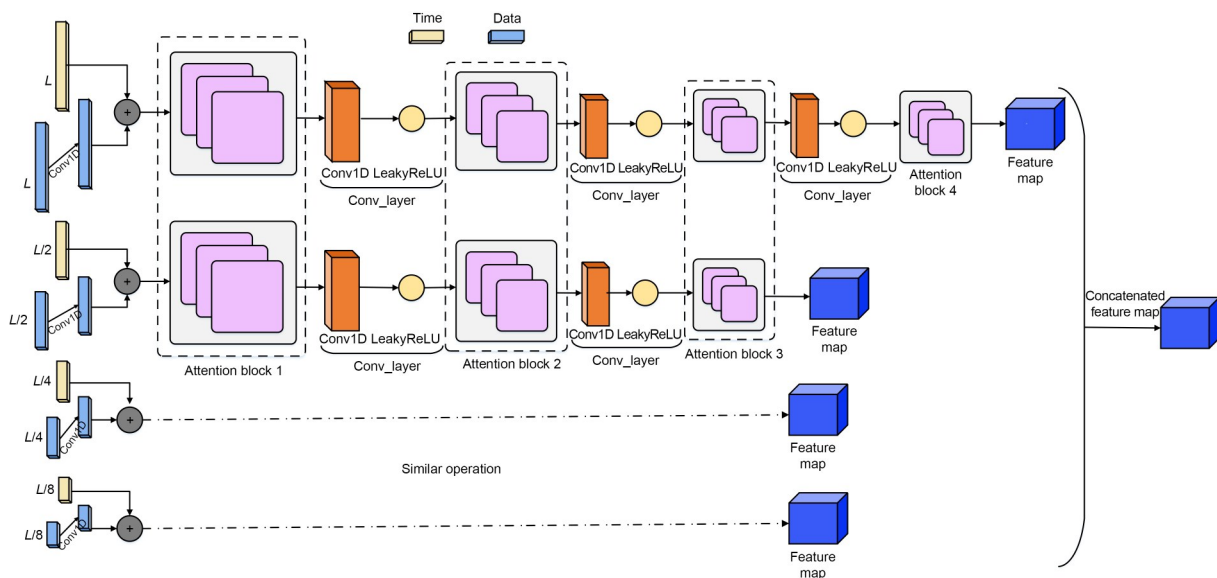 Time
Data
L
Conv1D
L
Conv1D LeakyReLU
Conv_layer
Conv1D LeakyReLU
Conv_layer
Conv1D LeakyReLU
Conv_layer
Attention
block 4
Feature
map
L/2
Conv1D
L/2
Attention block 1
Conv1D LeakyReLU
Conv_layer
Attention block 2
Conv1D LeakyReLU
Conv_layer
Attention block 3
Feature
map
Concatenated
feature map
L/4
Conv1D
L/4
Feature
map
Similar operation
L/8
Conv1D
L/8
Feature
map